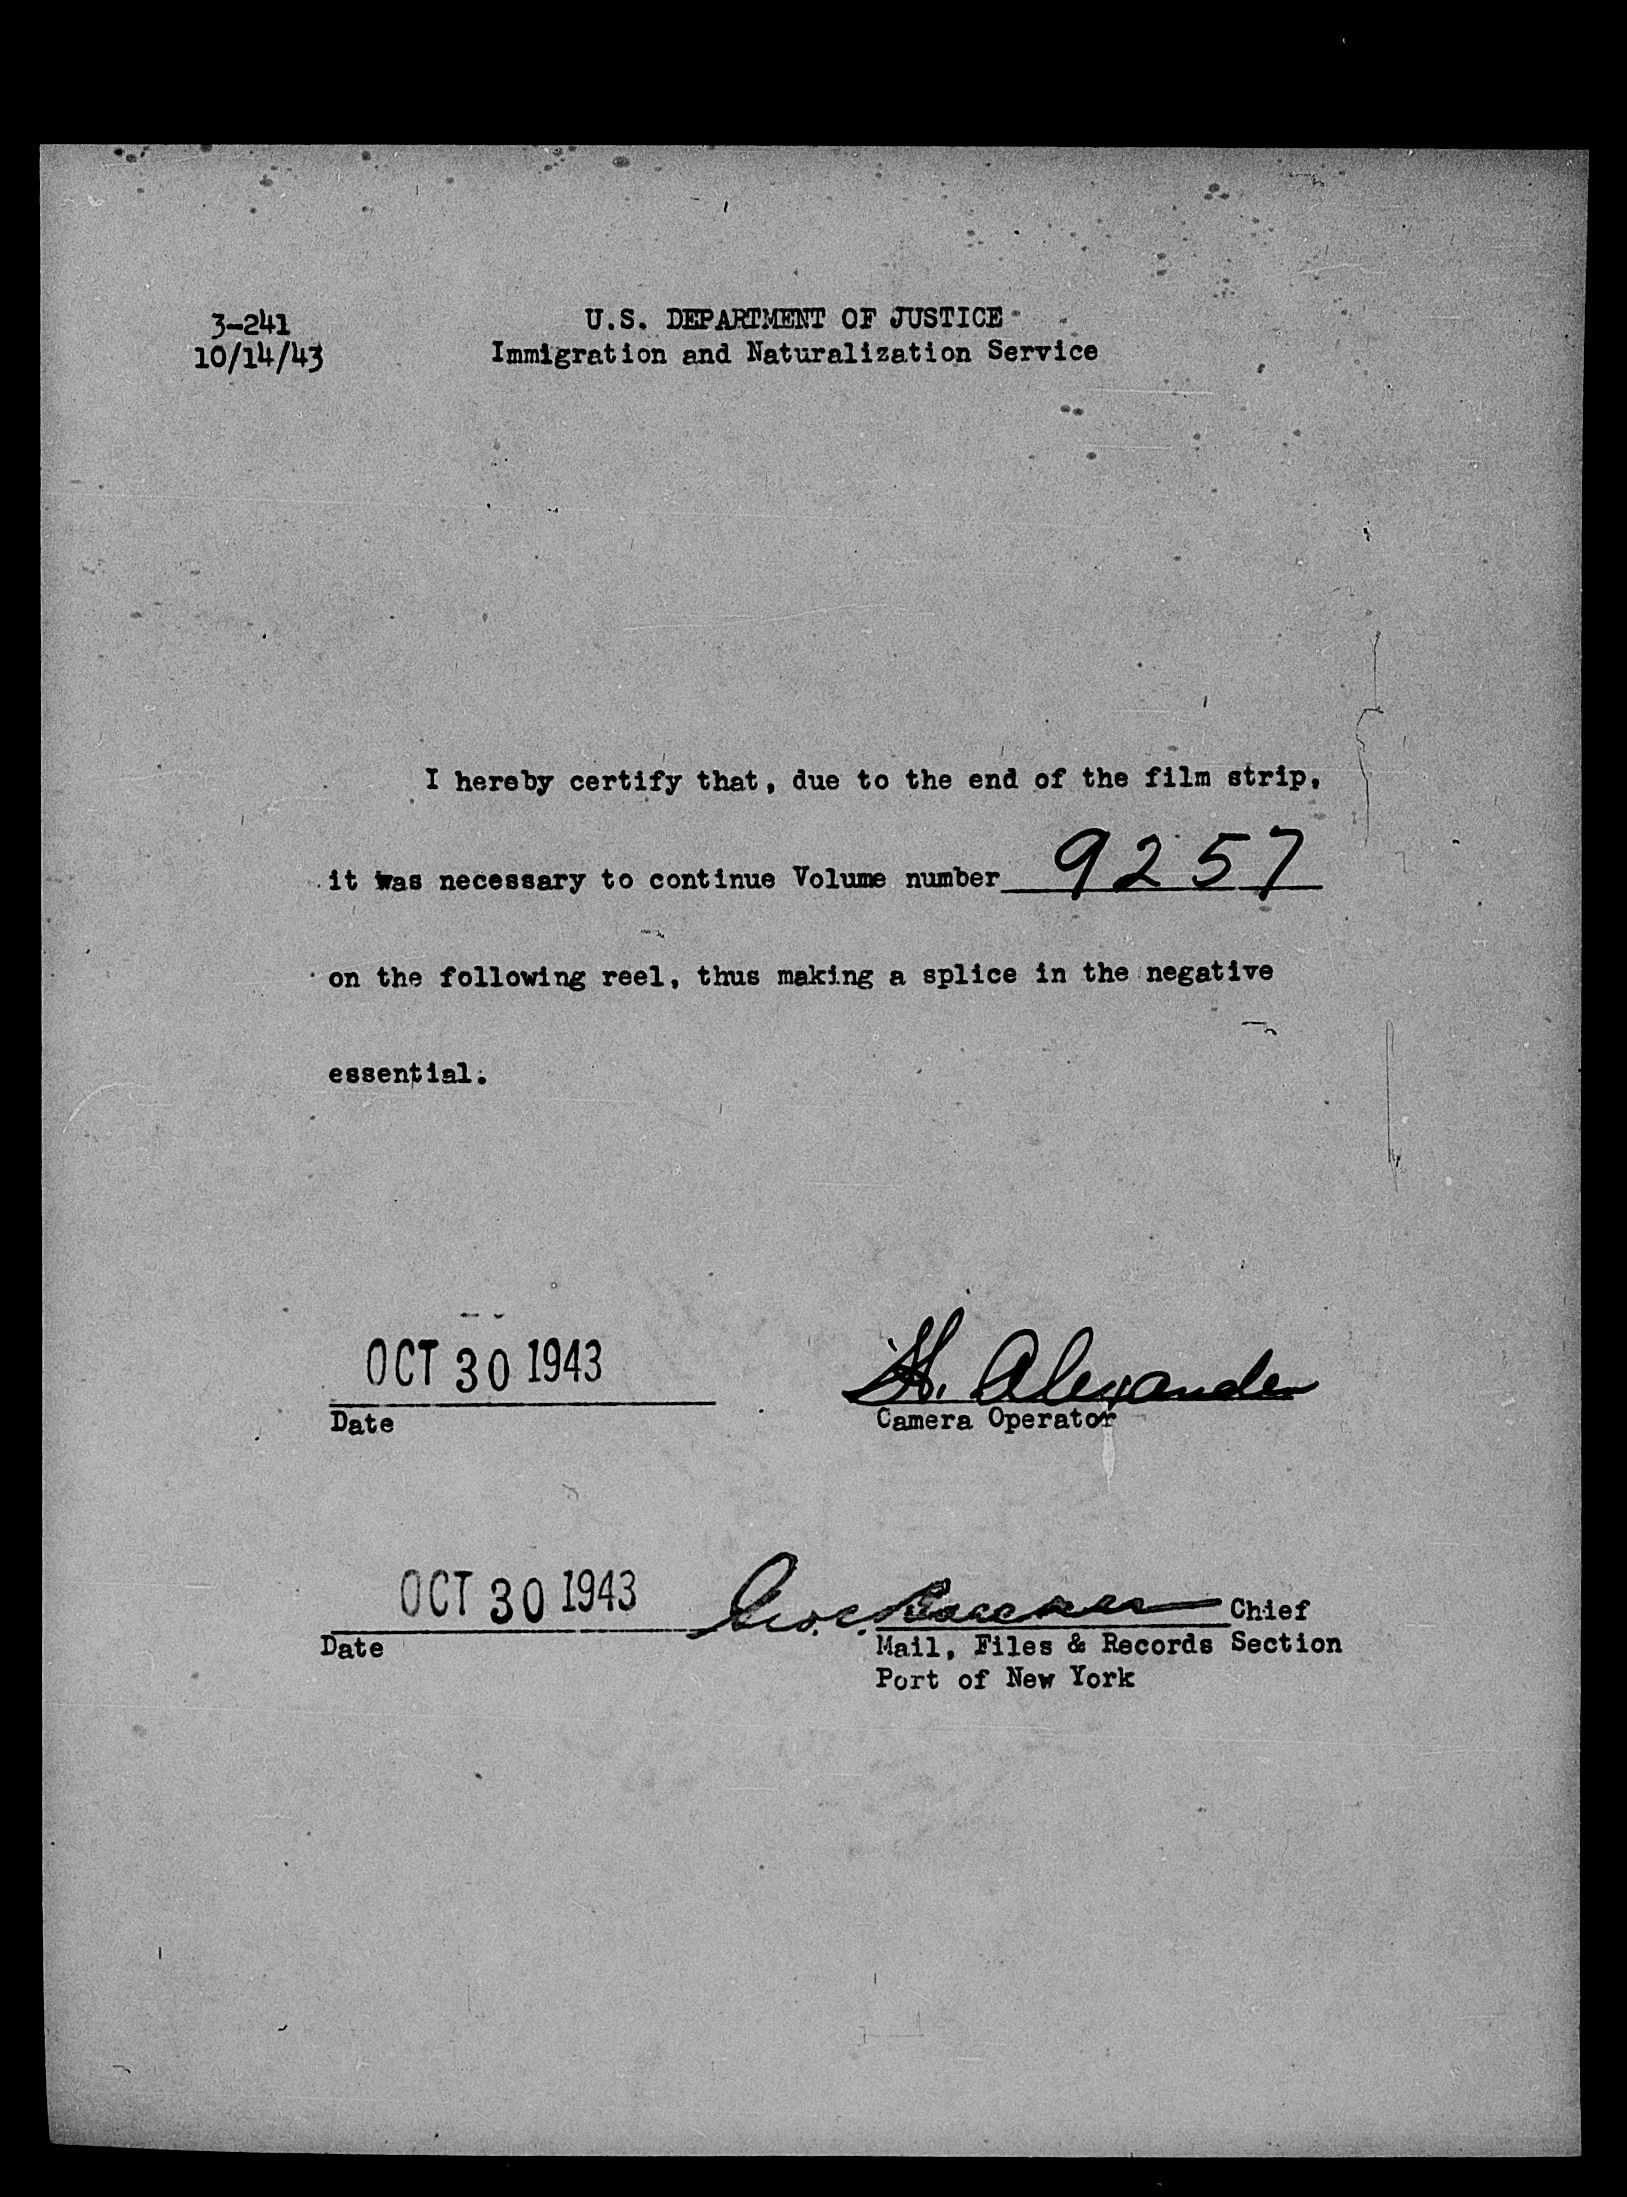 3-241
10/14/43
U.S. DEPARTMENT OF JUSTICE
Immigration and Naturalization Service
I hereby certify that, due to the end of the film strip,
it was necessary to continue Volume number 9257
on the following reel, thus making a splice in the negative
essential.
OCT 30 1943
H. Alexander
Date
Camera Operator
OCT 30 1943
Geo. C.
Chief
Date
Mail, Files & Records Section
Port of New York